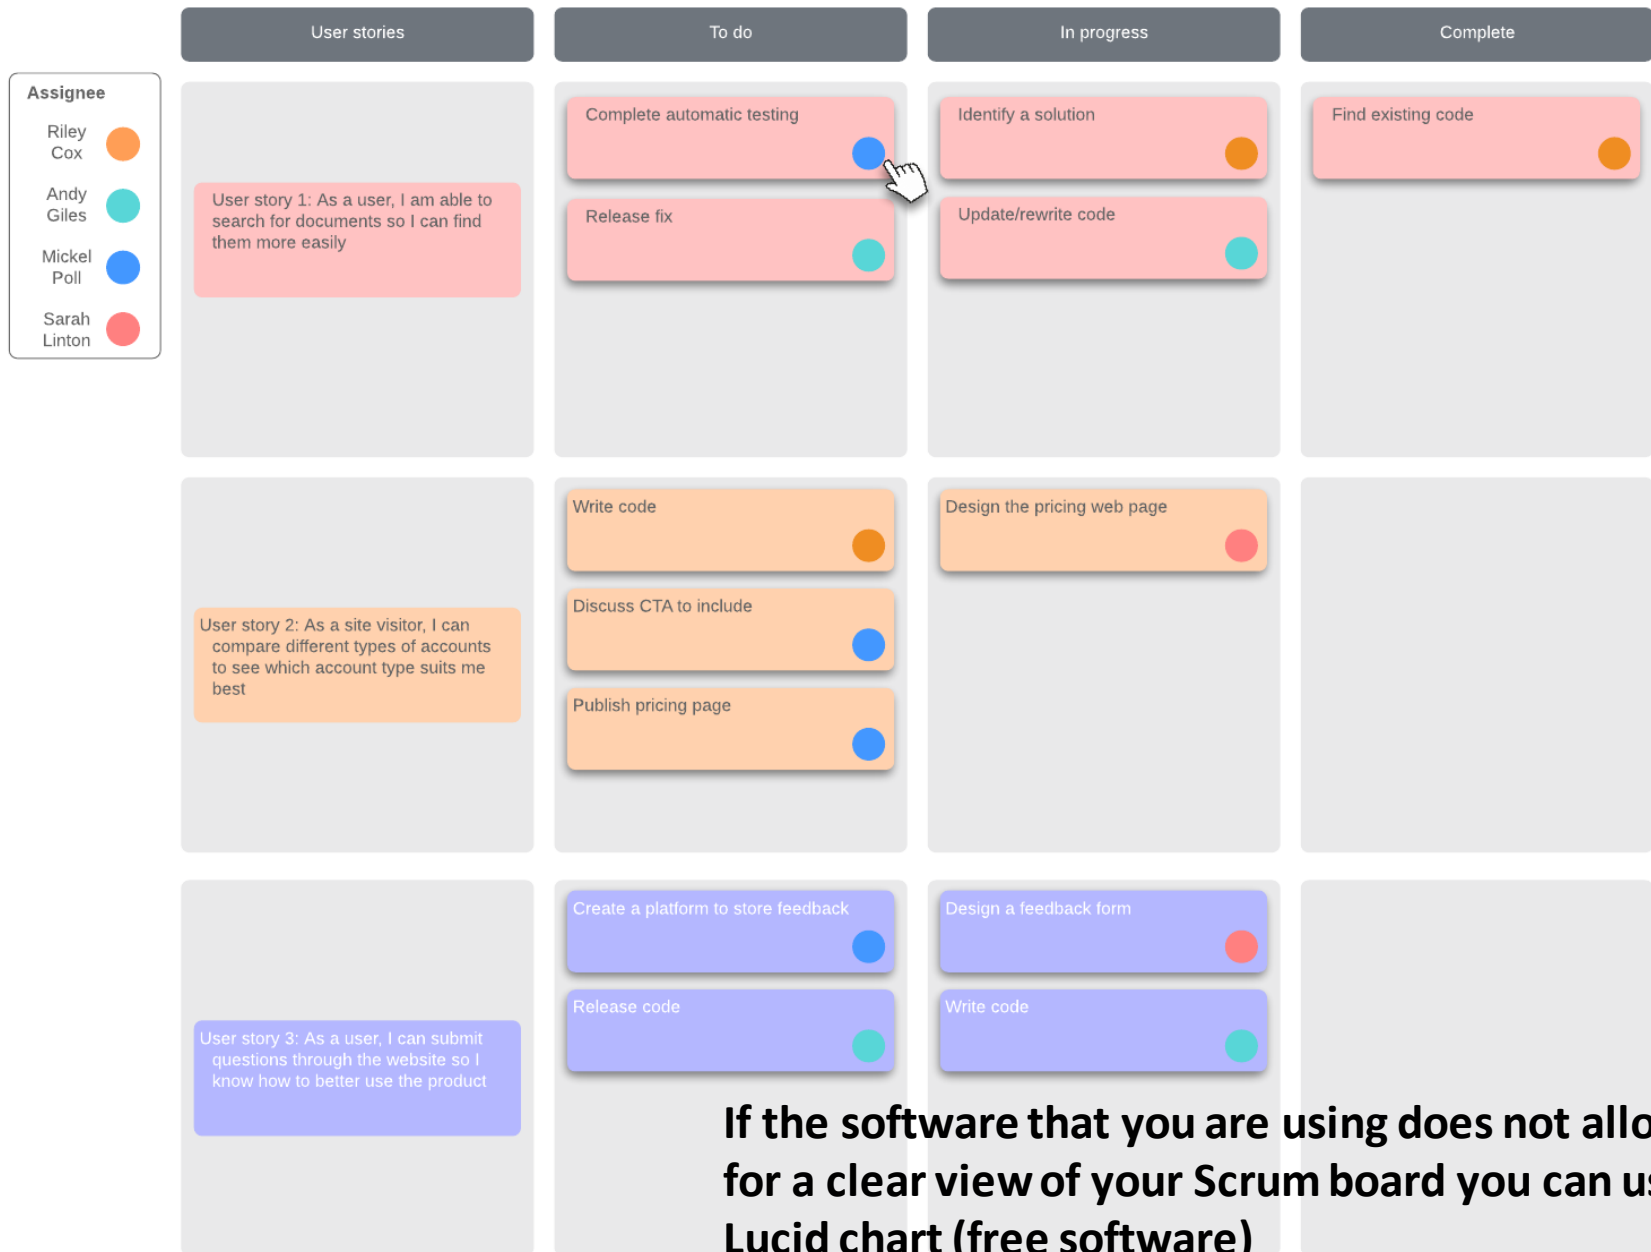 User stories
To do
In progress
Complete
Assignee
Riley
Cox
Andy
Giles
Mickel
Poll
Sarah
Linton
User story 1: As a user, I am able to
search for documents so I can find
them more easily
Complete automatic testing
Release fix
Identify a solution
Update/rewrite code
Find existing code
User story 2: As a site visitor, I can
compare different types of accounts
to see which account type suits me
best
Write code
Discuss CTA to include
Publish pricing page
Design the pricing web page
User story 3: As a user, I can submit
questions through the website so I
know how to better use the product
Create a platform to store feedback
Release code
Design a feedback form
Write code
If the software that you are using does not
for a clear view of your Scrum board you can
Lucid chart (free software)